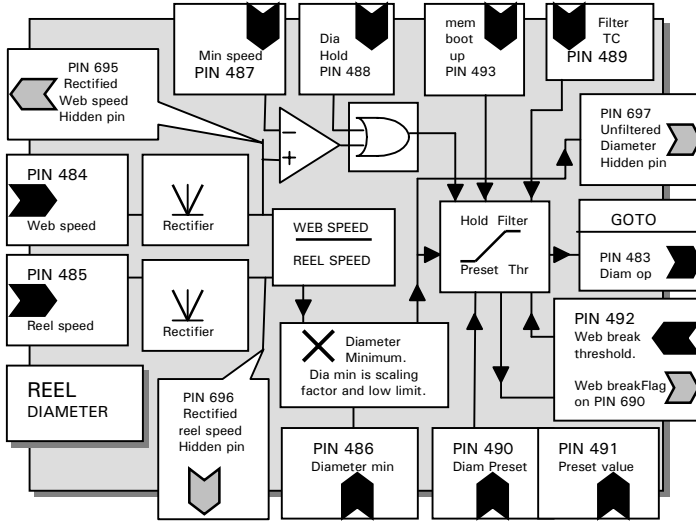 Min speed
PIN 487
Dia
Hold
PIN 488
mem
boot
up
PIN 493
Filter
TC
PIN 489
PIN 695
Rectified
Web speed
Hidden pin
PIN 697
Unfiltered
Diameter
Hidden pin
PIN 484
Web speed
Rectifier
WEB SPEED
REEL SPEED
Hold Filter
Preset Thr
GOTO
PIN 483
Diam op
PIN 485
Reel speed
Rectifier
Diameter
Minimum.
Dia min is scaling
factor and low limit.
PIN 492
Web break
threshold.
Web breakFlag
on PIN 690
REEL
DIAMETER
PIN 696
Rectified
reel speed
Hidden pin
PIN 486
Diameter min
PIN 490
Diam Preset
PIN 491
Preset value